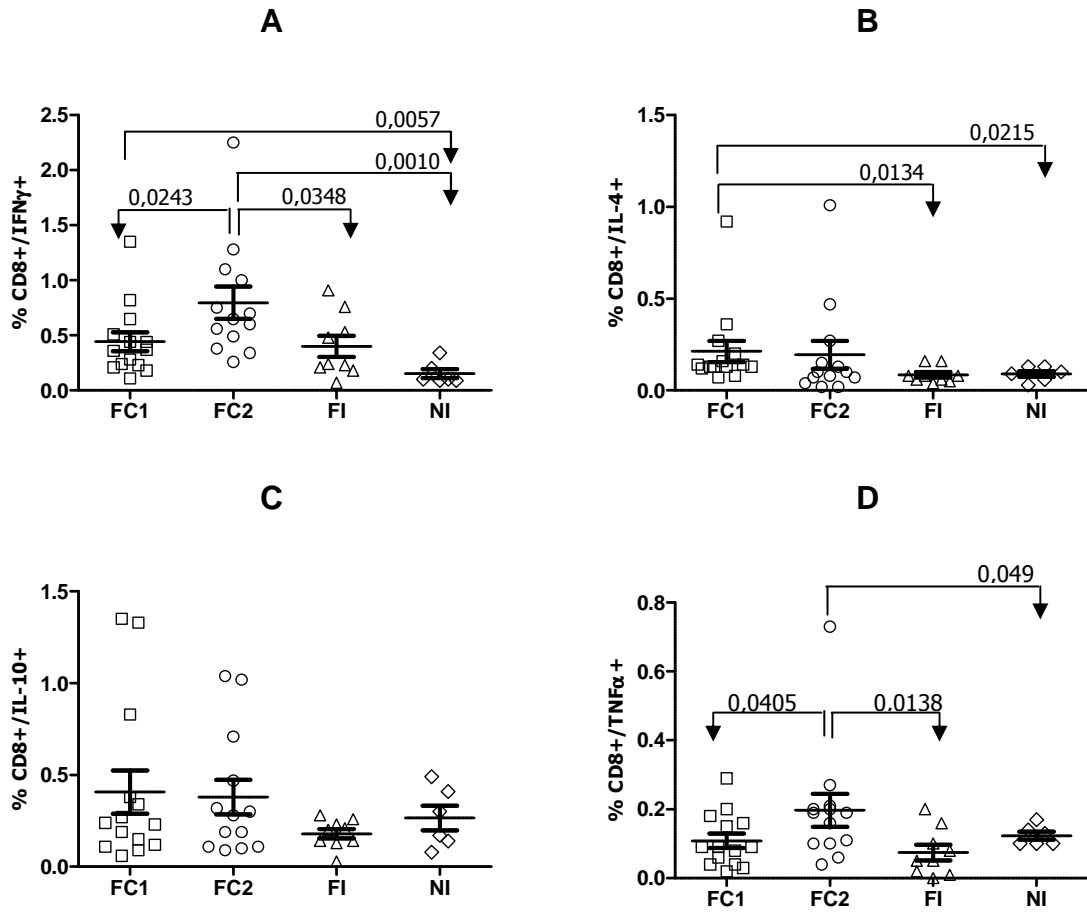 A
% CD8+/IFNγ+
2.5
2.0
1.5
1.0
0.5
0.0
0,0057
0,0010
0,0243
0,0348
FC1 FC2 FI NI
B
% CD8+/IL-4+
1.5
1.0
0.5
0.0
0,0215
0,0134
FC1 FC2 FI NI
C
% CD8+/IL-10+
1.5
1.0
0.5
0.0
FC1 FC2 FI NI
D
% CD8+/TNFα+
0.8
0.6
0.4
0.2
0.0
0,049
0,0405
0,0138
FC1 FC2 FI NI